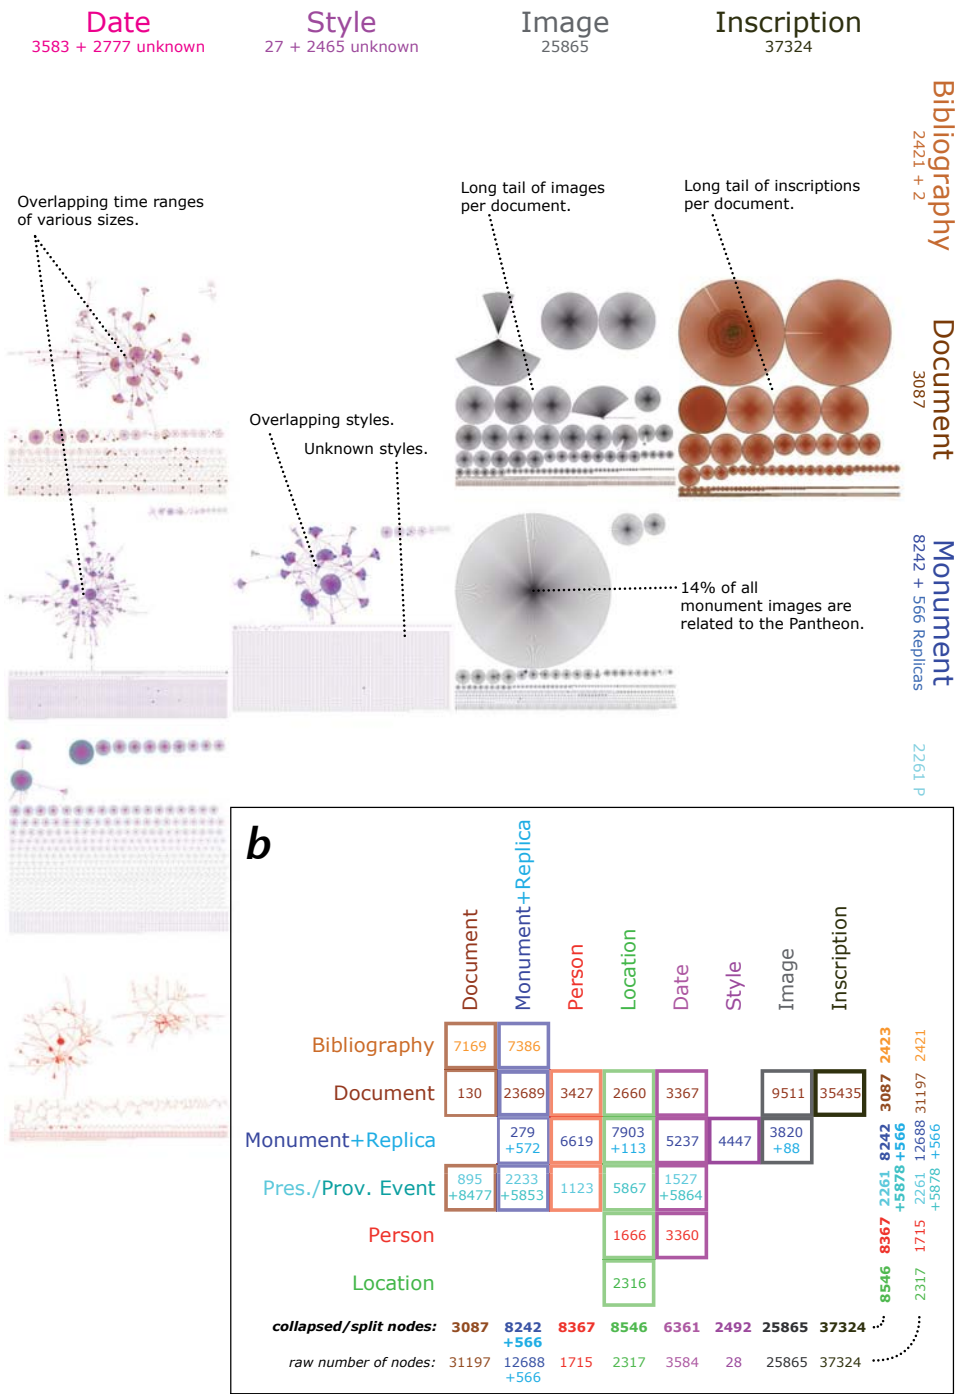 Date
3583 + 2777 unknown
Style
27 + 2465 unknown
Image
25865
Inscription
37324
Bibliography
2421 + 2
Overlapping time ranges
of various sizes.
Long tail of images
per document.
Long tail of inscriptions
per document.
Document
3087
Overlapping styles.
Unknown styles.
Monument
8242 + 566 Replicas
14% of all
monument images are
related to the Pantheon.
2261 P
b
Document
Monument+Replica
Person
Location
Date
Style
Image
Inscription
Bibliography 7169 7386 2423 2421
Document 130 23689 3427 2660 3367 9511 35435 3087 31197
Monument+Replica 279 +572 6619 7903 +113 5237 4447 3820 +88 8242 +566 12688 +566
Pres./Prov. Event 895 +8477 2233 +5853 1123 5867 1527 +5864 2261 +5878 2261 +5878
Person 1666 3360 8367 1715
Location 2316 8546 2317
collapsed/split nodes: 3087 8242 +566 8367 8546 6361 2492 25865 37324
raw number of nodes: 31197 12688 +566 1715 2317 3584 28 25865 37324